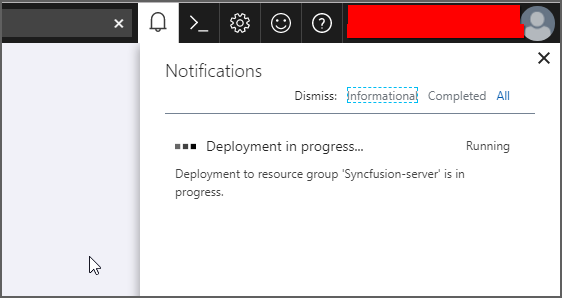 Notifications
Dismiss: Informational Completed All
Deployment in progress... Running
Deployment to resource group 'Syncfusion-server' is in
progress.